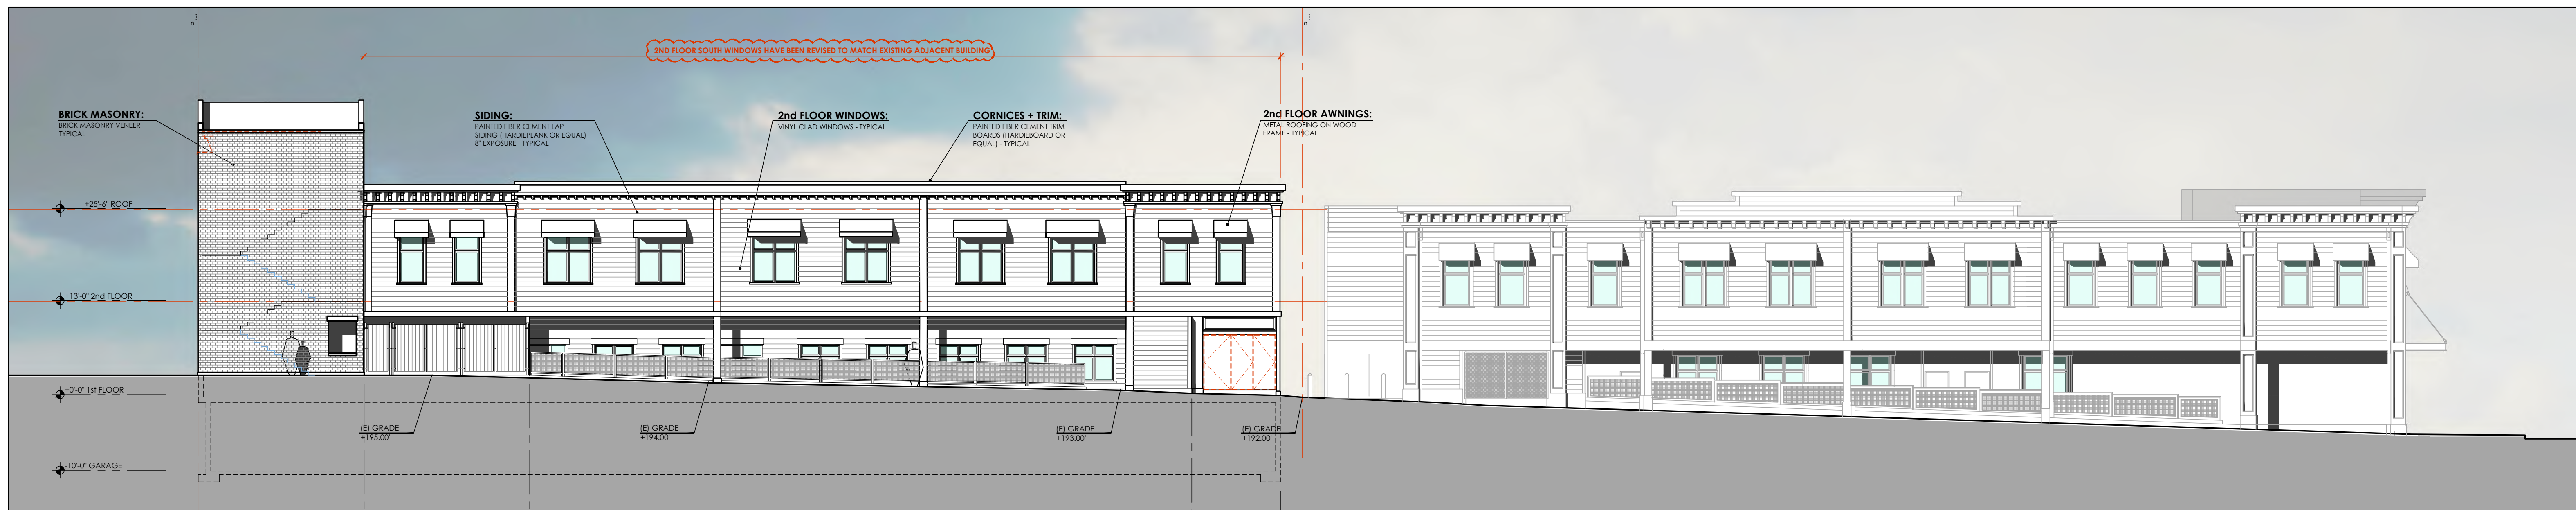 P.L.
P.L.
2ND FLOOR SOUTH WINDOWS HAVE BEEN REVISED TO MATCH EXISTING ADJACENT BUILDING
BRICK MASONRY:
BRICK MASONRY VENEER -
TYPICAL
SIDING:
PAINTED FIBER CEMENT LAP
SIDING (HARDIEPLANK OR EQUAL)
8" EXPOSURE - TYPICAL
2nd FLOOR WINDOWS:
VINYL CLAD WINDOWS - TYPICAL
CORNICES + TRIM:
PAINTED FIBER CEMENT TRIM
BOARDS (HARDIEBOARD OR
EQUAL) - TYPICAL
2nd FLOOR AWNINGS:
METAL ROOFING ON WOOD
FRAME - TYPICAL
+25'-6" ROOF
+13'-0" 2nd FLOOR
+0'-0" 1st FLOOR
-10'-0" GARAGE
(E) GRADE
+195.00'
(E) GRADE
+194.00'
(E) GRADE
+193.00'
(E) GRADE
+192.00'